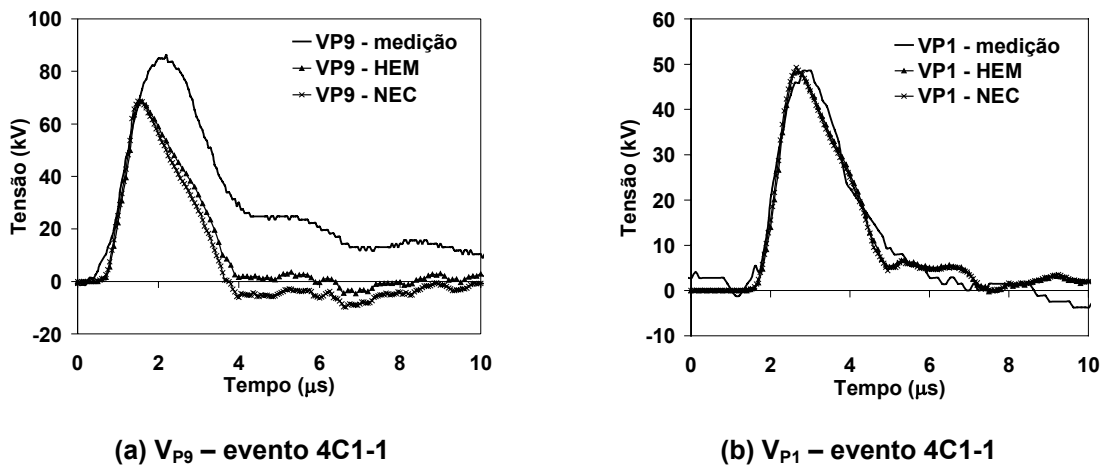 100
80
60
40
20
0
-20
Tensão (kV)
VP9 - medição
VP9 - HEM
VP9 - NEC
0 2 4 6 8 10
Tempo (μs)
(a) VP9 – evento 4C1-1
60
50
40
30
20
10
0
-10
Tensão (kV)
VP1 - medição
VP1 - HEM
VP1 - NEC
0 2 4 6 8 10
Tempo (μs)
(b) VP1 – evento 4C1-1